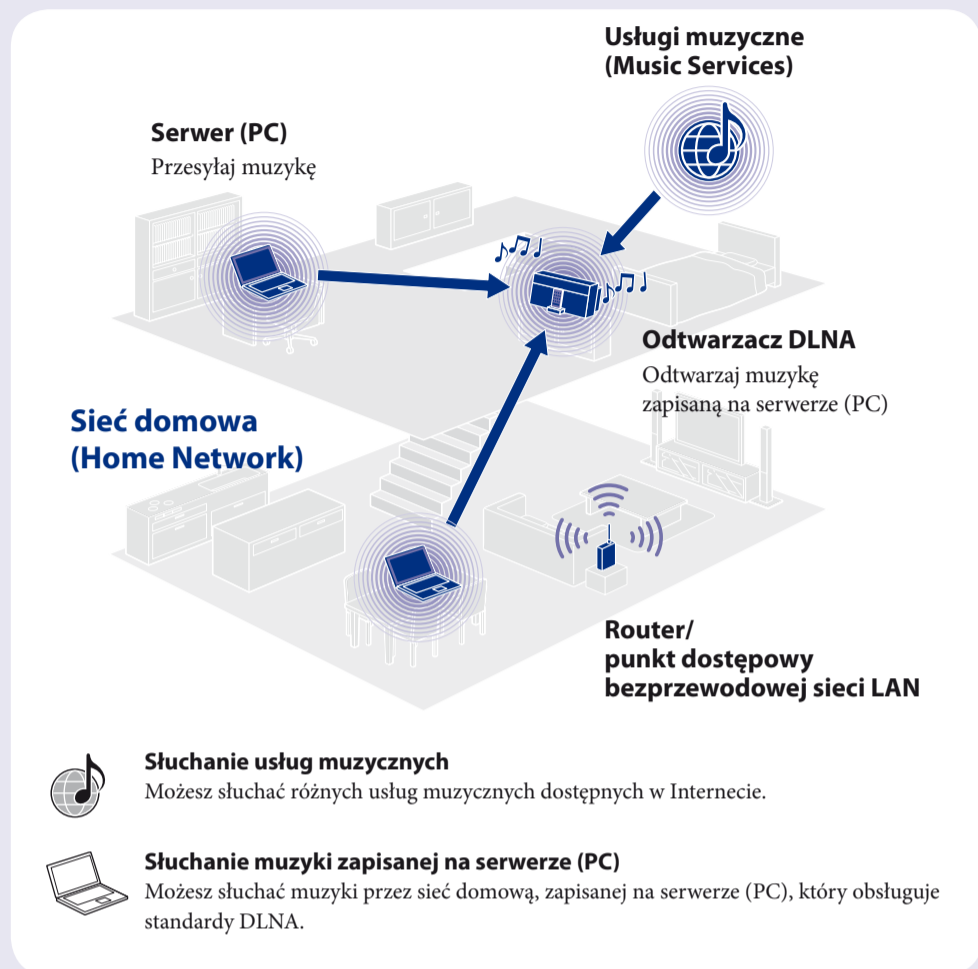 Usługi muzyczne
(Music Services)
Serwer (PC)
Przesyłaj muzykę
Odtwarzacz DLNA
Odtwarzaj muzykę
zapisaną na serwerze (PC)
Sieć domowa
(Home Network)
Router/
punkt dostępowy
bezprzewodowej sieci LAN
Słuchanie usług muzycznych
Możesz słuchać różnych usług muzycznych dostępnych w Internecie.
Słuchanie muzyki zapisanej na serwerze (PC)
Możesz słuchać muzyki przez sieć domową, zapisanej na serwerze (PC), który obsługuje
standardy DLNA.